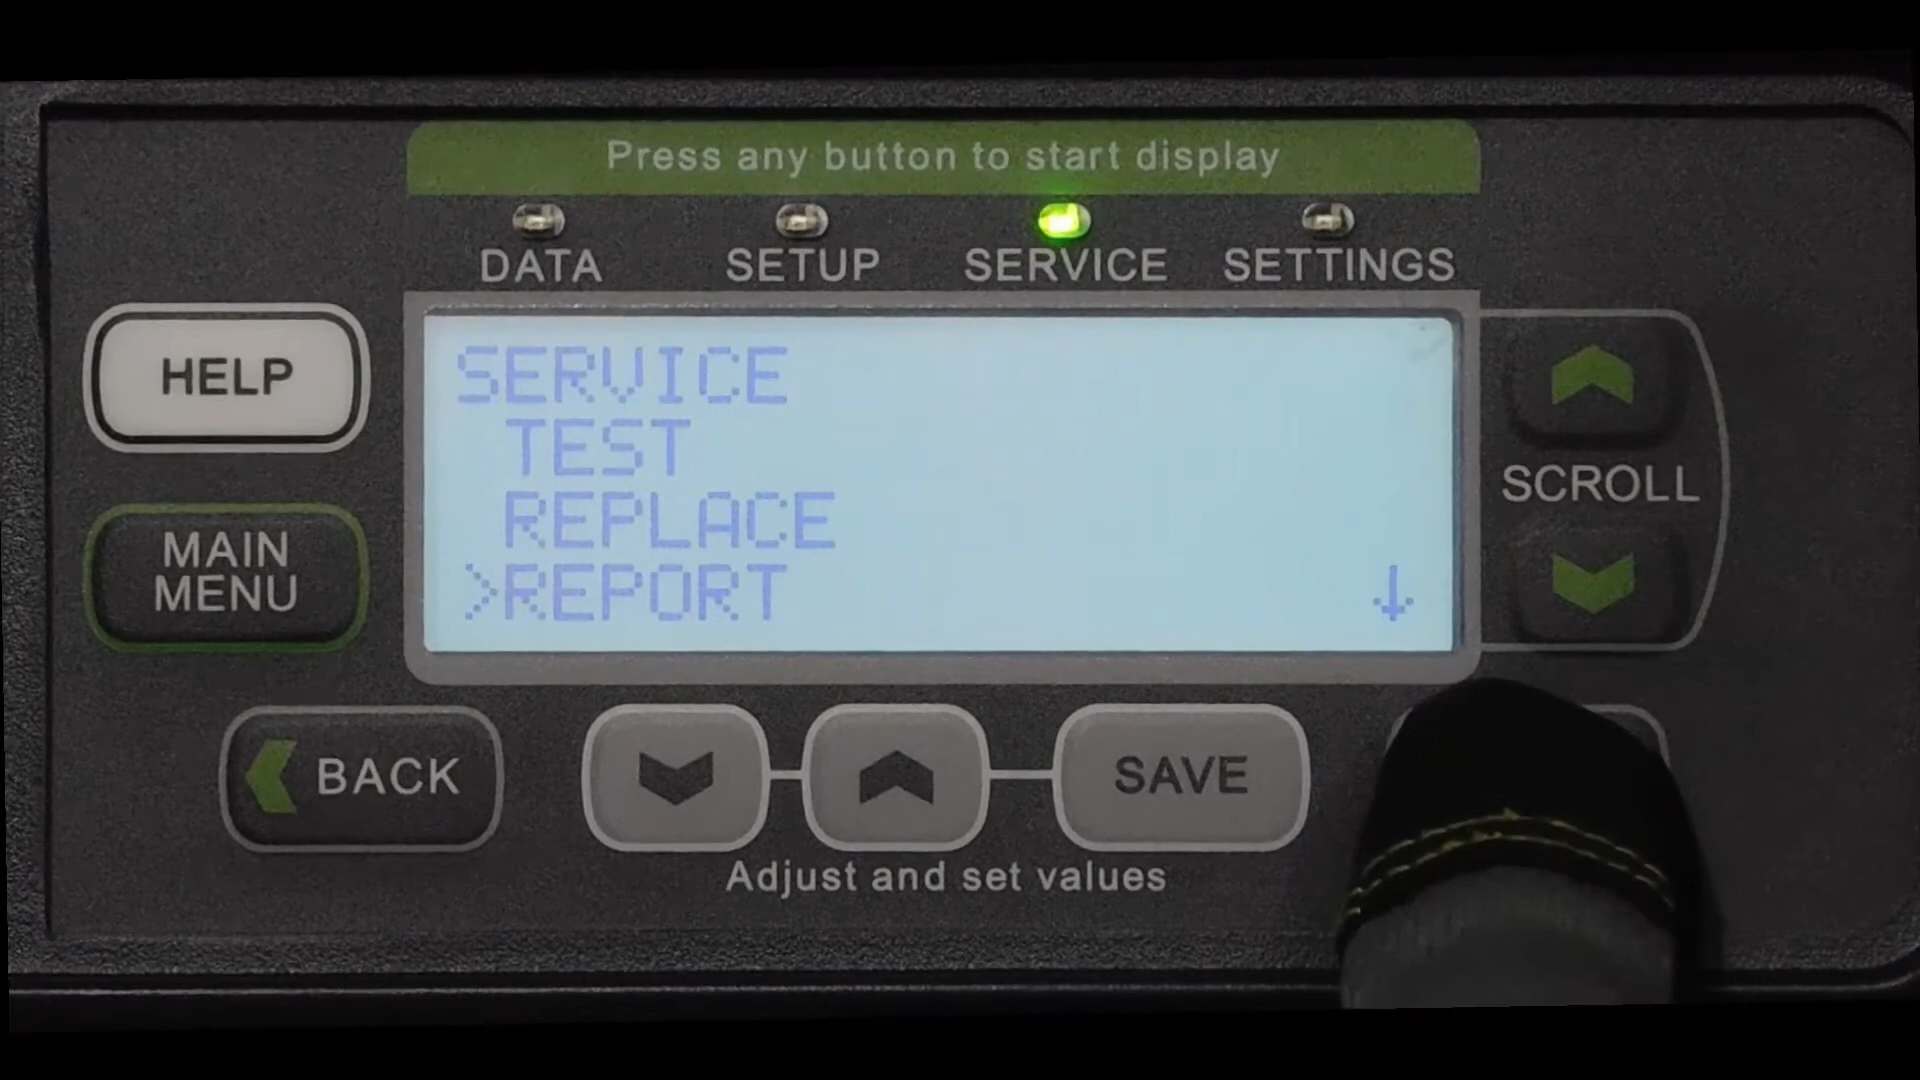 Press any button to start display
DATA SETUP SERVICE SETTINGS
HELP
SERVICE
TEST
REPLACE
>REPORT ↓
SCROLL
MAIN
MENU
BACK
SAVE
Adjust and set values